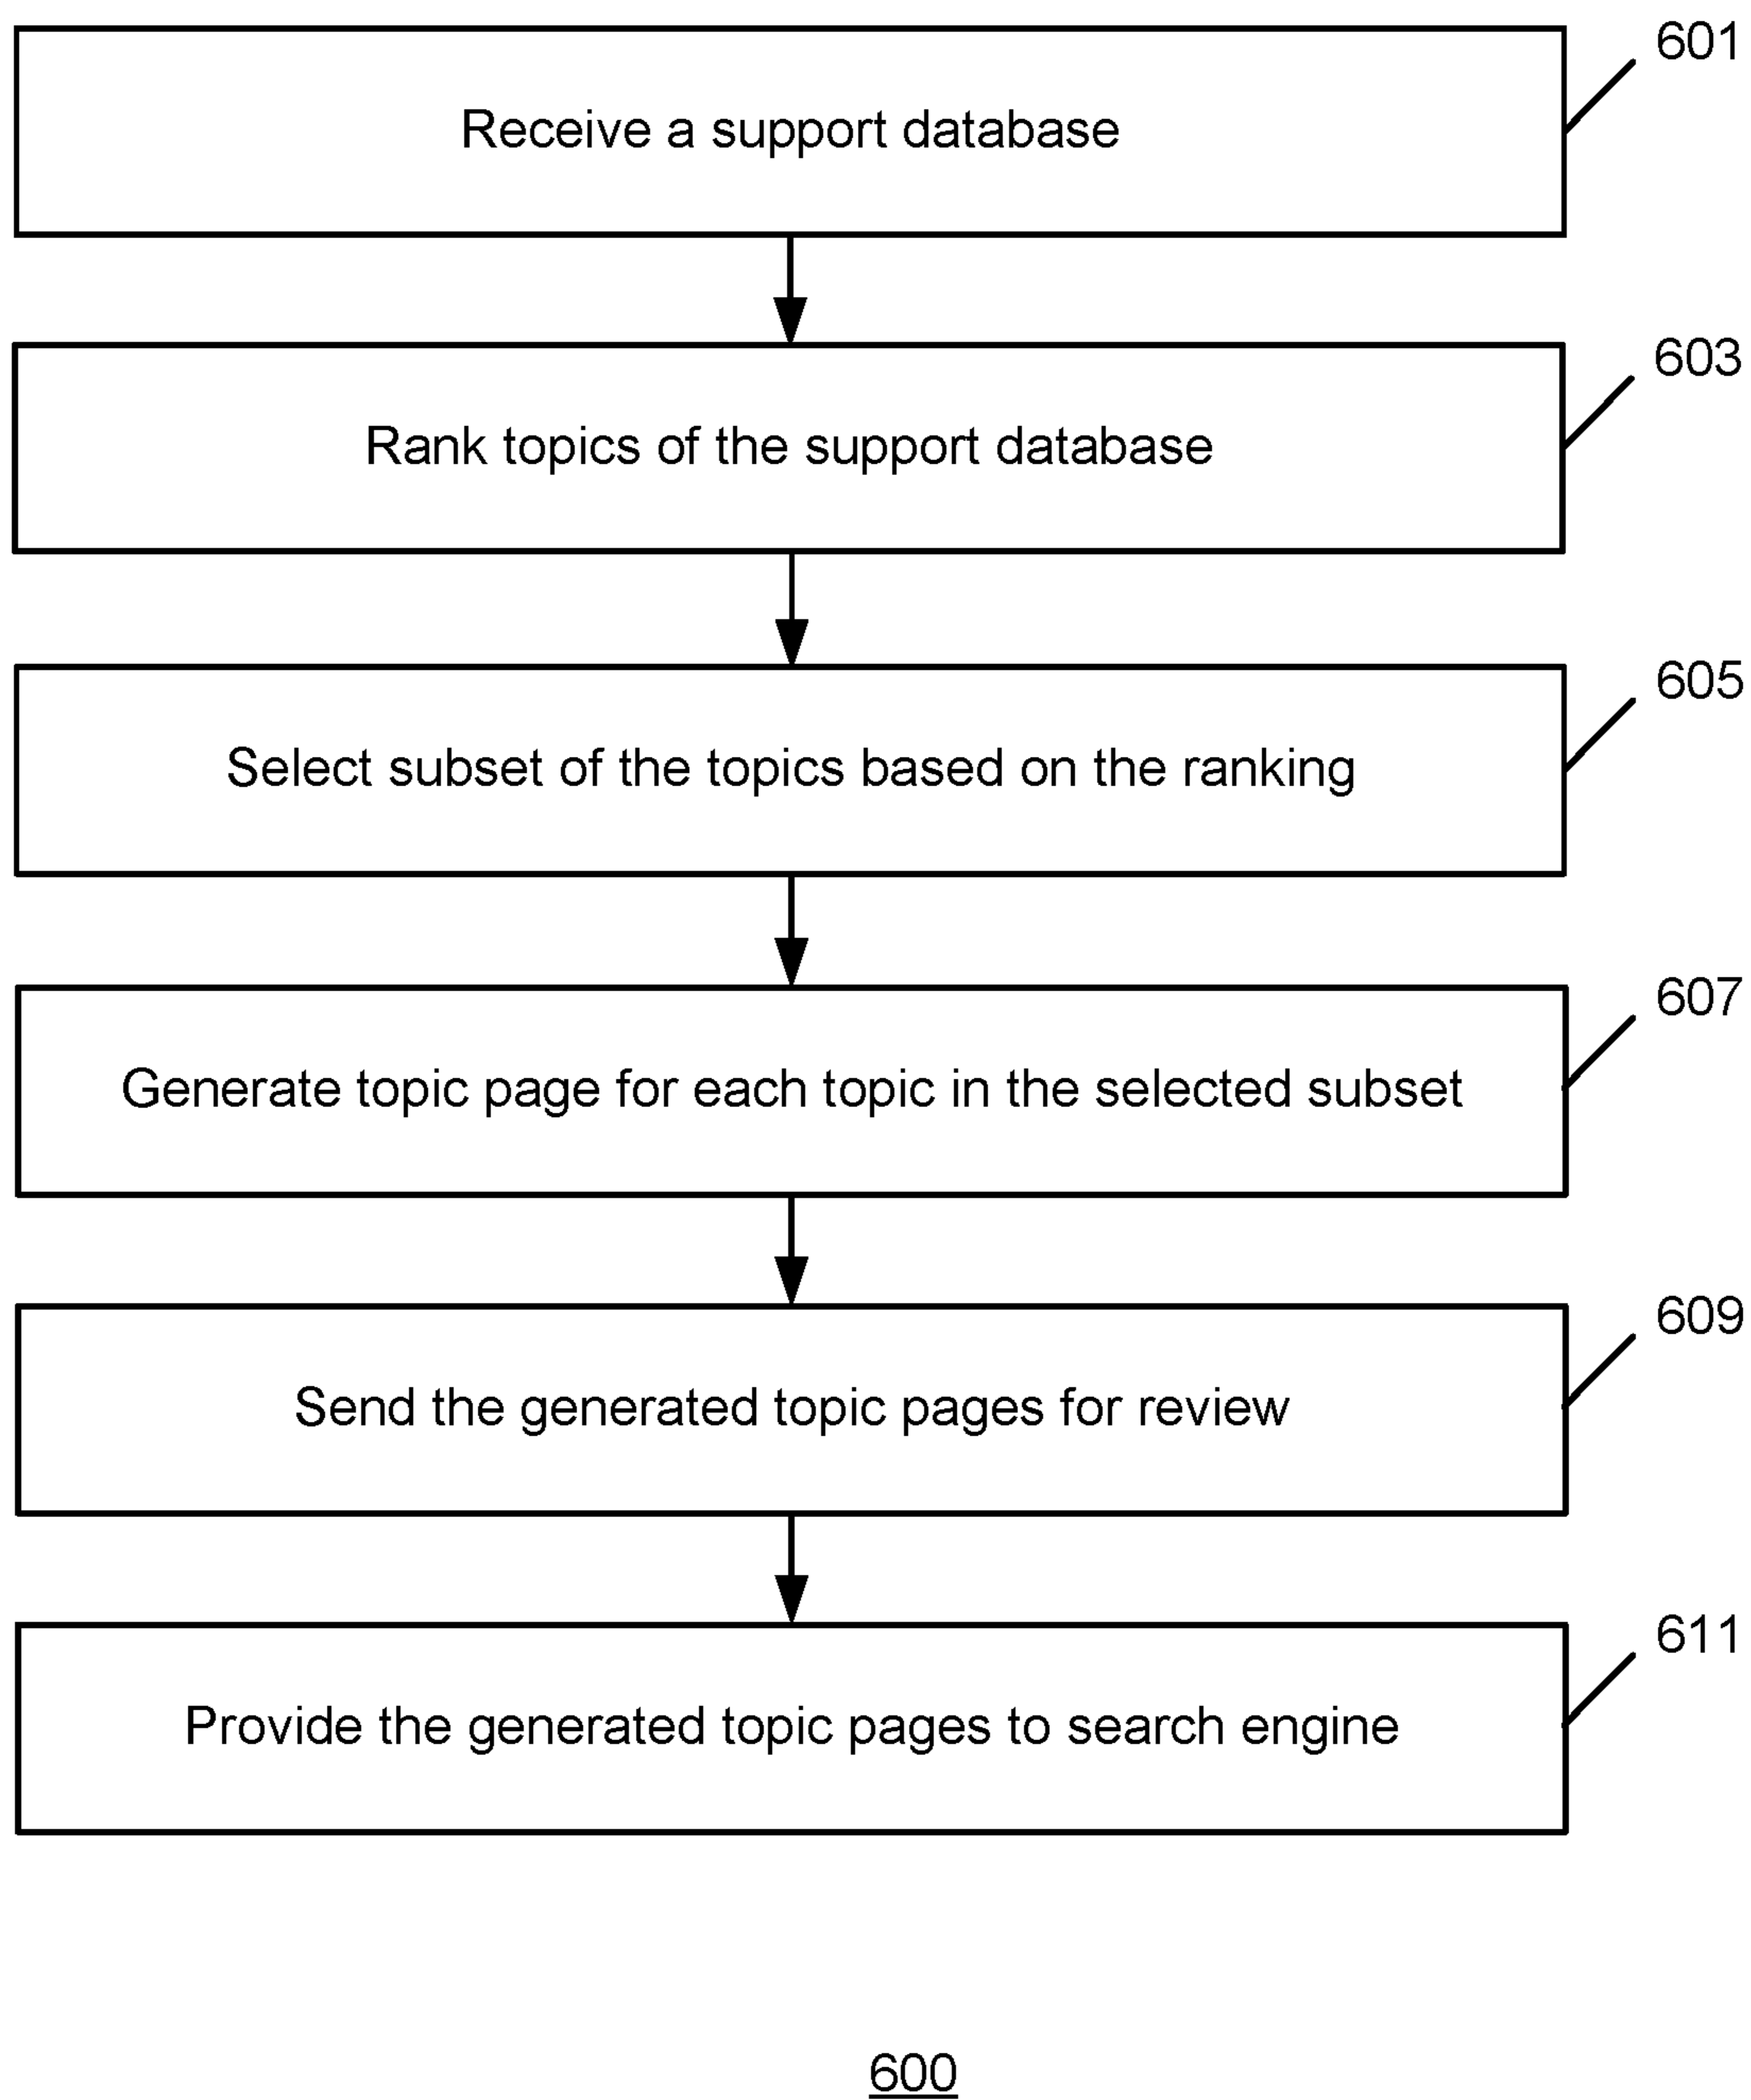 601
Receive a support database
603
Rank topics of the support database
605
Select subset of the topics based on the ranking
607
Generate topic page for each topic in the selected subset
609
Send the generated topic pages for review
611
Provide the generated topic pages to search engine
600